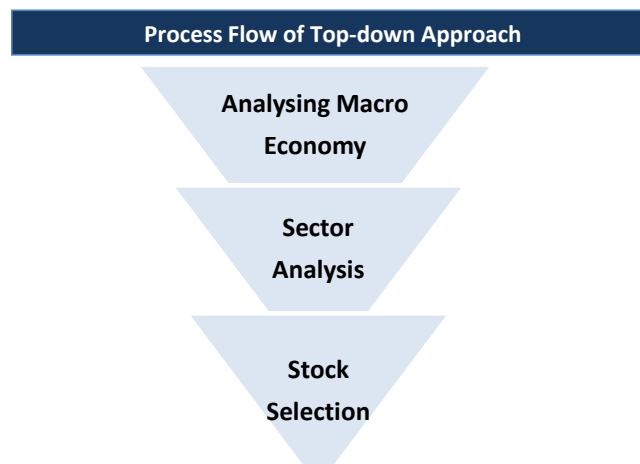 Process Flow of Top-down Approach
Analysing Macro
Economy
Sector
Analysis
Stock
Selection